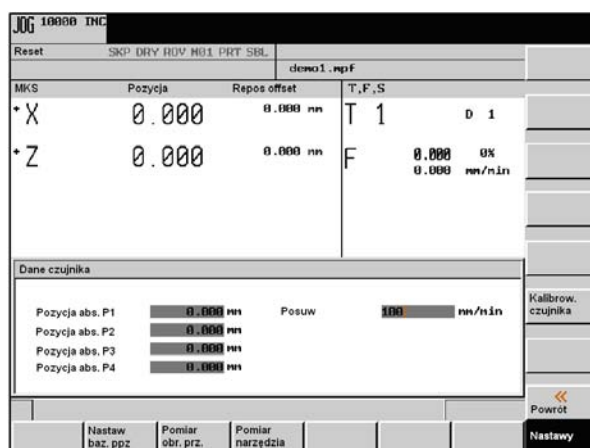 JOG 10000 INC
Reset SKP DRY ROV M01 PRT SBL
demo1.mpf
MKS Pozycja Repos offset T,F,S
+X 0.000 0.000 mm T 1 D 1
+Z 0.000 0.000 mm F 0.000 0%
0.000 mm/min
Dane czujnika
Pozycja abs. P1 0.000 mm Posuw 100 mm/min
Pozycja abs. P2 0.000 mm
Pozycja abs. P3 0.000 mm
Pozycja abs. P4 0.000 mm
Kalibrow.
czujnika
«
Powrót
Nastaw
baz. ppz
Pomiar
obr. prz.
Pomiar
narzędzia
Nastawy